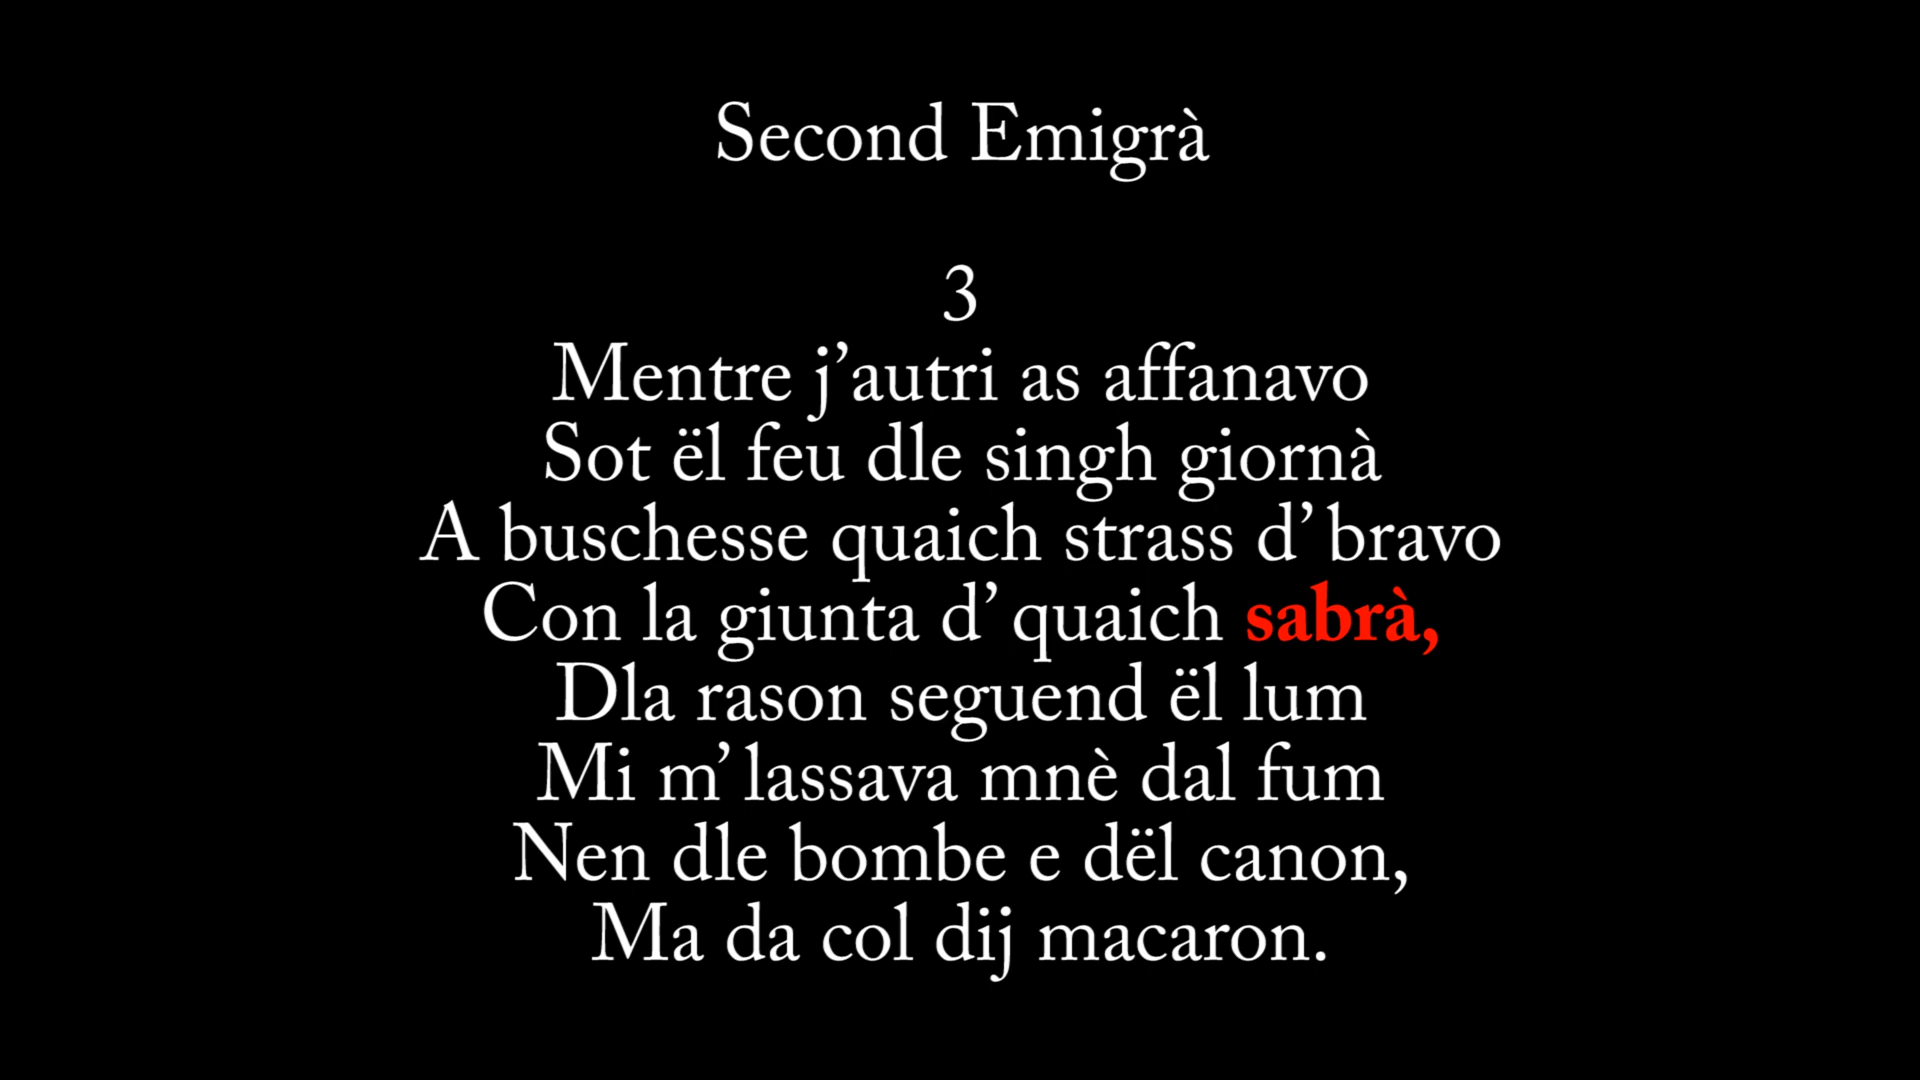 Second Emigrà
3
Mentre j’autri as affanavo
Sot ël feu dle singh giornà
A buschesse quaich strass d’ bravo
Con la giunta d’ quaich sabrà,
Dla rason seguend ël lum
Mi m’ lassava mnè dal fum
Nen dle bombe e dël canon,
Ma da col dij macaron.